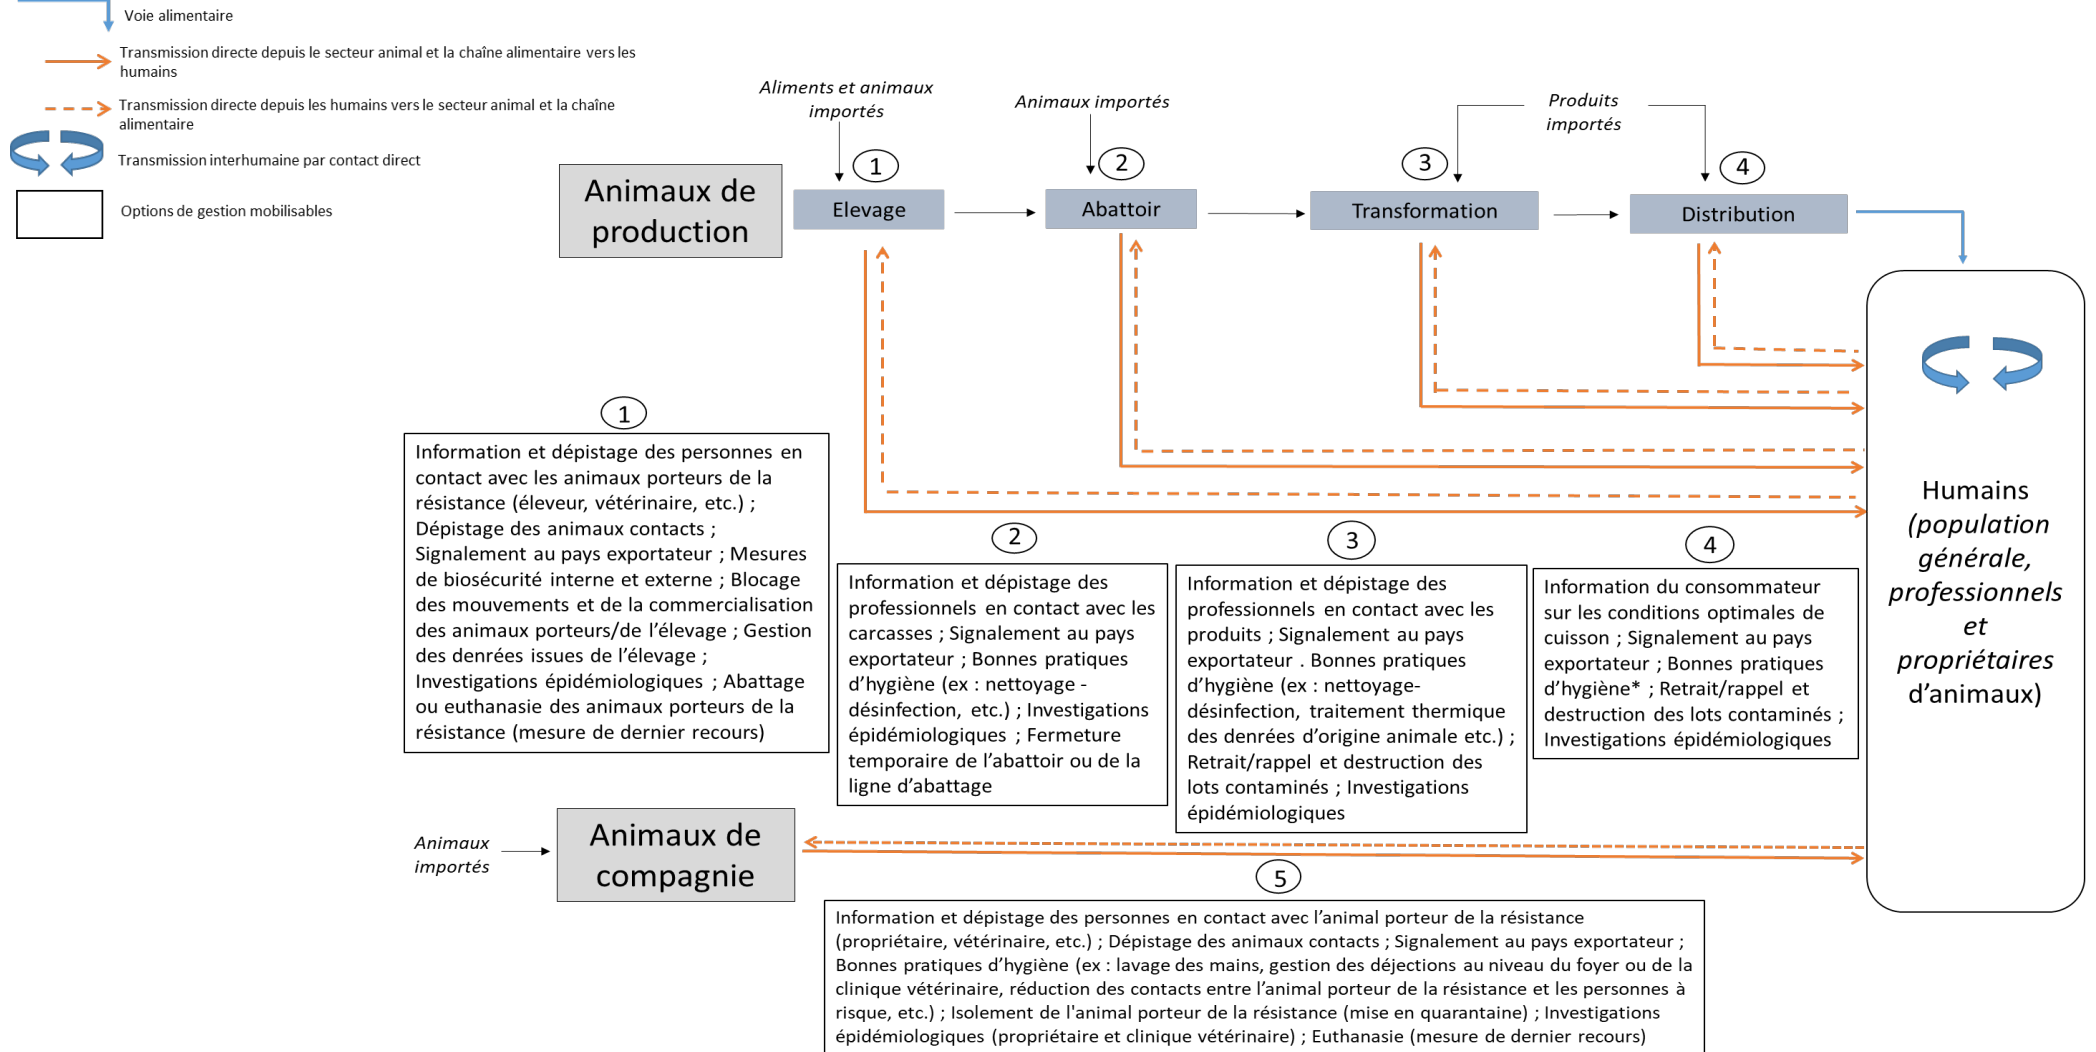 Voie alimentaire
Transmission directe depuis le secteur animal et la chaîne alimentaire vers les
humains
Transmission directe depuis les humains vers le secteur animal et la chaîne
alimentaire
Transmission interhumaine par contact direct
Options de gestion mobilisables
Aliments et animaux
importés
Animaux importés
Produits
importés
1
2
3
4
Animaux de
production
Elevage
Abattoir
Transformation
Distribution
1
Information et dépistage des personnes en
contact avec les animaux porteurs de la
résistance (éleveur, vétérinaire, etc.) ;
Dépistage des animaux contacts ;
Signalement au pays exportateur ; Mesures
de biosécurité interne et externe ; Blocage
des mouvements et de la commercialisation
des animaux porteurs/de l’élevage ; Gestion
des denrées issues de l’élevage ;
Investigations épidémiologiques ; Abattage
ou euthanasie des animaux porteurs de la
résistance (mesure de dernier recours)
2
Information et dépistage des
professionnels en contact avec les
carcasses ; Signalement au pays
exportateur ; Bonnes pratiques
d’hygiène (ex : nettoyage -
désinfection, etc.) ; Investigations
épidémiologiques ; Fermeture
temporaire de l’abattoir ou de la
ligne d’abattage
3
Information et dépistage des
professionnels en contact avec les
produits ; Signalement au pays
exportateur . Bonnes pratiques
d’hygiène (ex : nettoyage-
désinfection, traitement thermique
des denrées d’origine animale etc.) ;
Retrait/rappel et destruction des
lots contaminés ; Investigations
épidémiologiques
4
Information du consommateur
sur les conditions optimales de
cuisson ; Signalement au pays
exportateur ; Bonnes pratiques
d’hygiène* ; Retrait/rappel et
destruction des lots contaminés ;
Investigations épidémiologiques
Humains
(population
générale,
professionnels
et
propriétaires
d’animaux)
Animaux
importés
Animaux de
compagnie
5
Information et dépistage des personnes en contact avec l’animal porteur de la résistance
(propriétaire, vétérinaire, etc.) ; Dépistage des animaux contacts ; Signalement au pays exportateur ;
Bonnes pratiques d’hygiène (ex : lavage des mains, gestion des déjections au niveau du foyer ou de la
clinique vétérinaire, réduction des contacts entre l’animal porteur de la résistance et les personnes à
risque, etc.) ; Isolement de l'animal porteur de la résistance (mise en quarantaine) ; Investigations
épidémiologiques (propriétaire et clinique vétérinaire) ; Euthanasie (mesure de dernier recours)